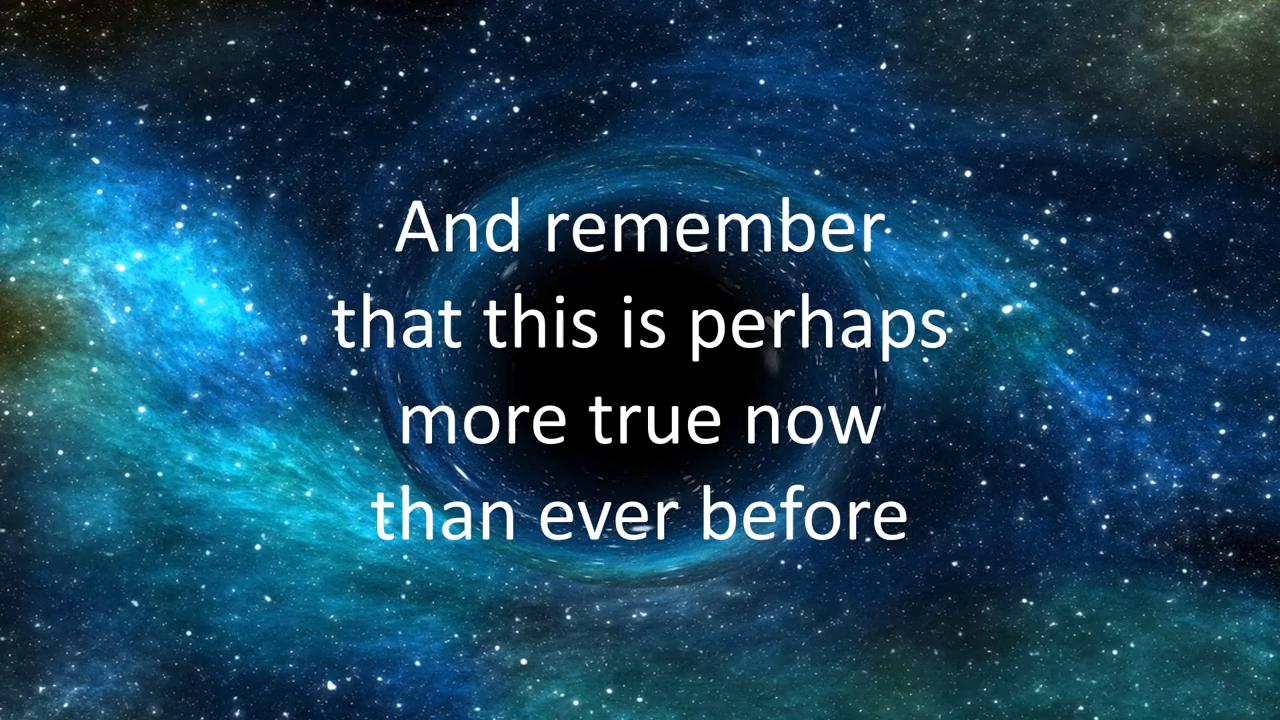 And remember
that this is perhaps
more true now
than ever before